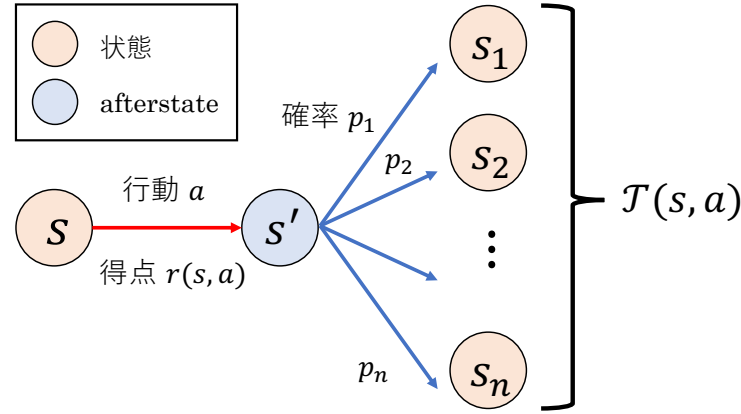 状態
afterstate
s
行動 a
得点 r(s, a)
s′
確率 p₁
p₂
pₙ
s₁
s₂
⋮
sₙ
𝒯(s, a)